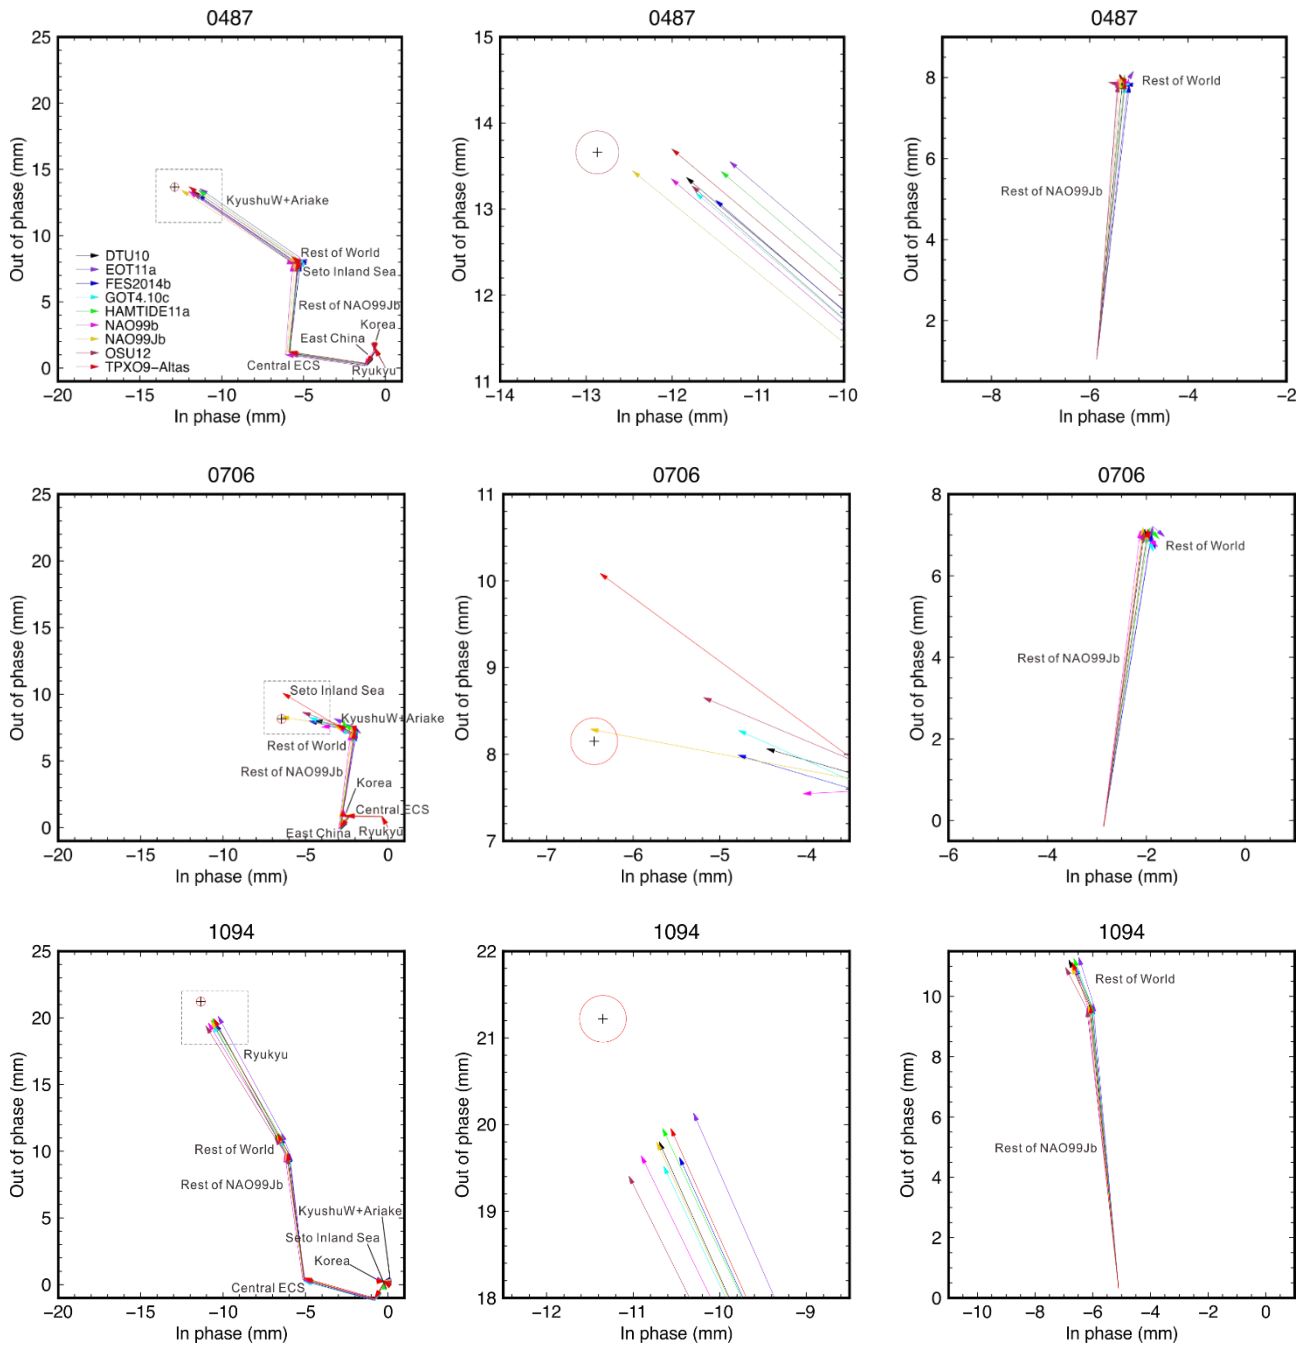 0487
25
20
15
10
5
0
Out of phase (mm)
KyushuW+Ariake
Rest of World
Seto Inland Sea
Rest of NAO99Jb
Korea
East China
Central ECS
Ryukyu
DTU10
EOT11a
FES2014b
GOT4.10c
HAMTIDE11a
NAO99b
NAO99Jb
OSU12
TPXO9-Altas
-20 -15 -10 -5 0
In phase (mm)
0487
15
14
13
12
11
Out of phase (mm)
-14 -13 -12 -11 -10
In phase (mm)
0487
8
6
4
2
Out of phase (mm)
Rest of World
Rest of NAO99Jb
-8 -6 -4 -2
In phase (mm)
0706
25
20
15
10
5
0
Out of phase (mm)
Seto Inland Sea
KyushuW+Ariake
Rest of World
Rest of NAO99Jb
Korea
Central ECS
East China
Ryukyu
-20 -15 -10 -5 0
In phase (mm)
0706
11
10
9
8
7
Out of phase (mm)
-7 -6 -5 -4
In phase (mm)
0706
8
6
4
2
0
Out of phase (mm)
Rest of World
Rest of NAO99Jb
-6 -4 -2 0
In phase (mm)
1094
25
20
15
10
5
0
Out of phase (mm)
Ryukyu
Rest of World
Rest of NAO99Jb
KyushuW+Ariake
Seto Inland Sea
Korea
Central ECS
-20 -15 -10 -5 0
In phase (mm)
1094
22
21
20
19
18
Out of phase (mm)
-12 -11 -10 -9
In phase (mm)
1094
10
8
6
4
2
0
Out of phase (mm)
Rest of World
Rest of NAO99Jb
-10 -8 -6 -4 -2 0
In phase (mm)